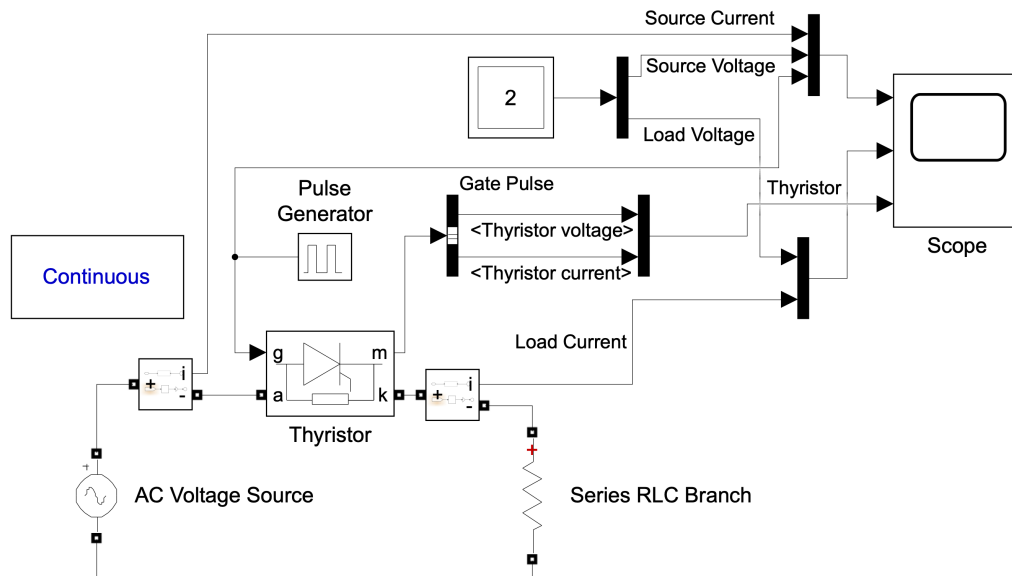 Source Current
Source Voltage
2
Load Voltage
Pulse
Generator
Gate Pulse
Thyristor
<Thyristor voltage>
Scope
Continuous
<Thyristor current>
Load Current
g
m
i
a
k
+
-
i
+
-
Thyristor
+
+
AC Voltage Source
Series RLC Branch